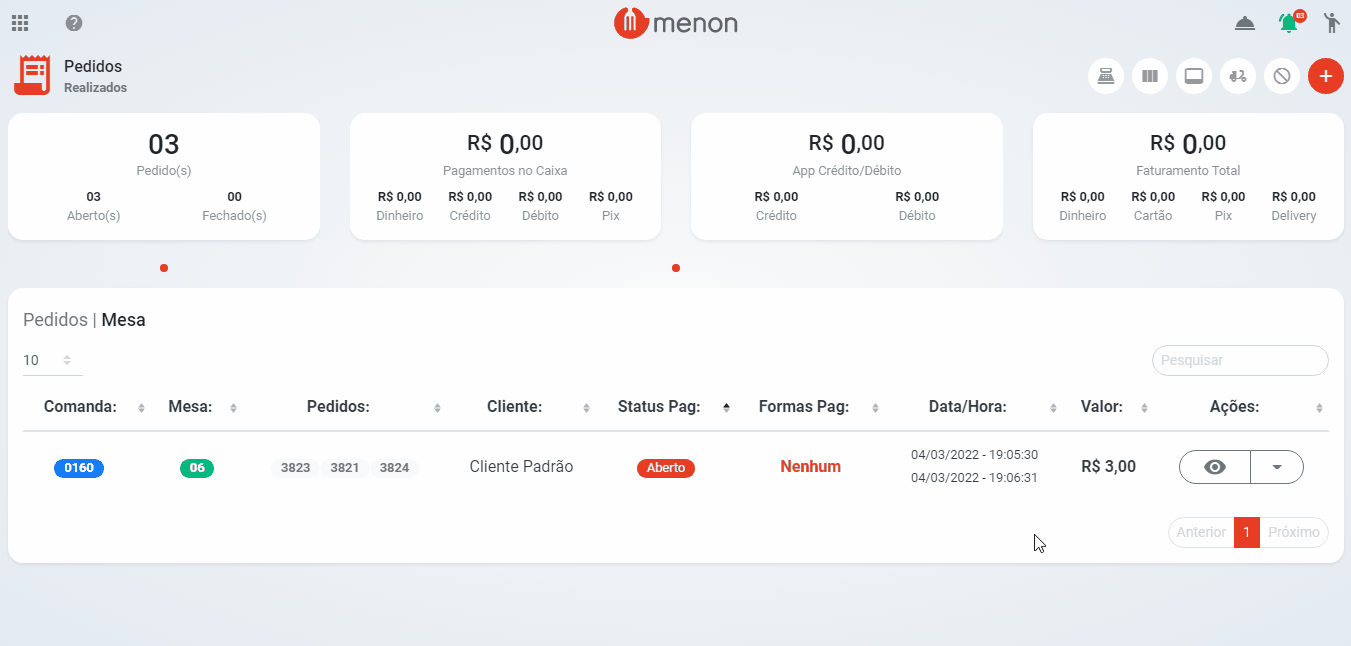 menon
03
Pedidos
Realizados
03
Pedido(s)
03 00
Aberto(s) Fechado(s)
R$ 0,00
Pagamentos no Caixa
R$ 0,00 R$ 0,00 R$ 0,00 R$ 0,00
Dinheiro Crédito Débito Pix
R$ 0,00
App Crédito/Débito
R$ 0,00 R$ 0,00
Crédito Débito
R$ 0,00
Faturamento Total
R$ 0,00 R$ 0,00 R$ 0,00 R$ 0,00
Dinheiro Cartão Pix Delivery
Pedidos | Mesa
10 Pesquisar
Comanda: Mesa: Pedidos: Cliente: Status Pag: Formas Pag: Data/Hora: Valor: Ações:
0160 06 3823 3821 3824 Cliente Padrão Aberto Nenhum 04/03/2022 - 19:05:30 R$ 3,00
04/03/2022 - 19:06:31
Anterior 1 Próximo